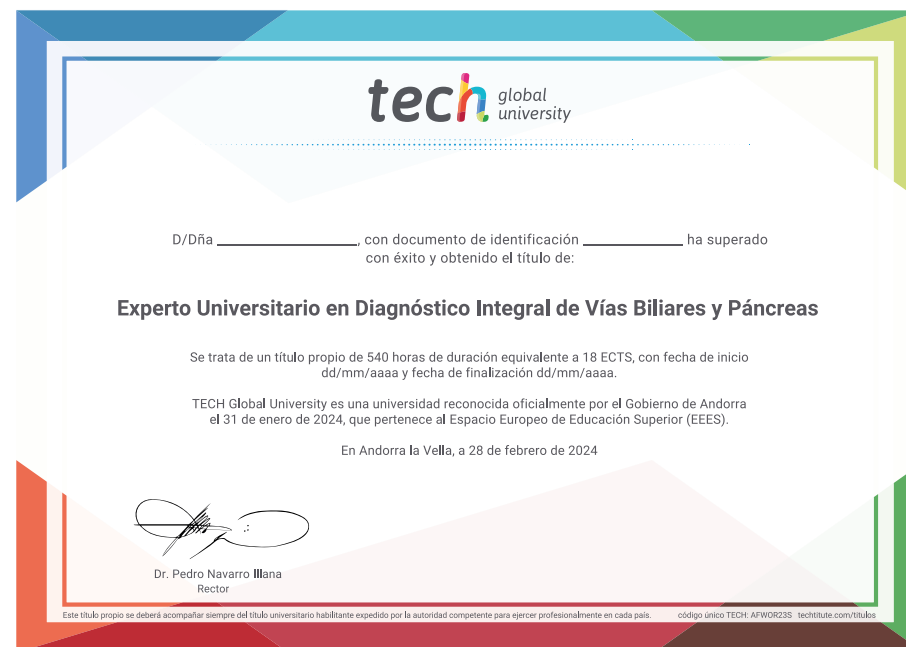 tech global university
D/Dña ______________, con documento de identificación __________ ha superado
con éxito y obtenido el título de:
Experto Universitario en Diagnóstico Integral de Vías Biliares y Páncreas
Se trata de un título propio de 540 horas de duración equivalente a 18 ECTS, con fecha de inicio
dd/mm/aaaa y fecha de finalización dd/mm/aaaa.
TECH Global University es una universidad reconocida oficialmente por el Gobierno de Andorra
el 31 de enero de 2024, que pertenece al Espacio Europeo de Educación Superior (EEES).
En Andorra la Vella, a 28 de febrero de 2024
Dr. Pedro Navarro Illana
Rector
Este título propio se deberá acompañar siempre del título universitario habilitante expedido por la autoridad competente para ejercer profesionalmente en cada país. código único TECH: AFWOR23S techtitute.com/titulos